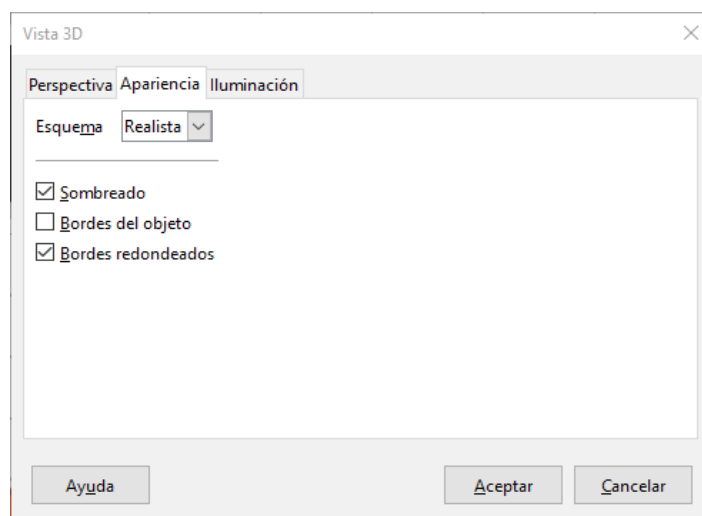 Vista 3D
Perspectiva Apariencia Iluminación
Esquema Realista
Sombreado
Bordes del objeto
Bordes redondeados
Ayuda Aceptar Cancelar